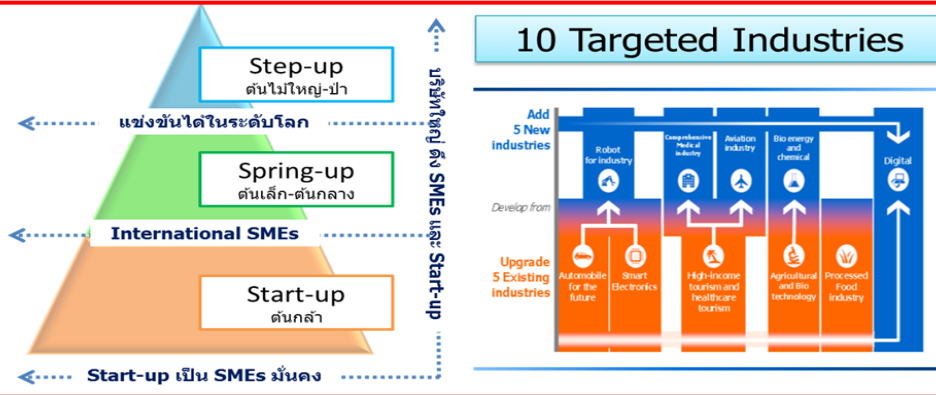 Step-up
ต้นไม้ใหญ่-ป่า
แข่งขันได้ในระดับโลก
Spring-up
ต้นเล็ก-ต้นกลาง
International SMEs
Start-up
ต้นกล้า
Start-up เป็น SMEs มั่นคง
บริษัทใหญ่ ดึง SMEs และ Start-up
10 Targeted Industries
Add
5 New
industries
Robot
for industry
Comprehensive
Medical
industry
Aviation
industry
Bio energy
and
chemical
Digital
Develop from
Upgrade
5 Existing
industries
Automobile
for the
future
Smart
Electronics
High-income
tourism and
healthcare
tourism
Agricultural
and Bio
technology
Processed
Food
industry